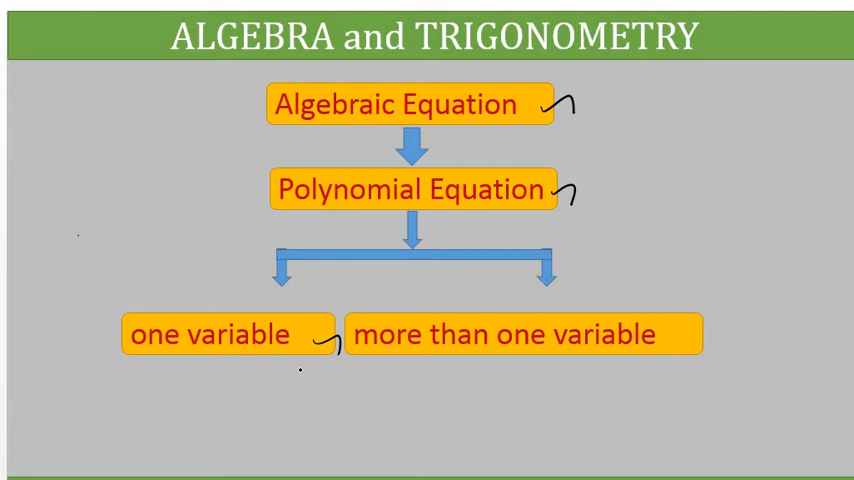 ALGEBRA and TRIGONOMETRY
Algebraic Equation
Polynomial Equation
one variable
more than one variable